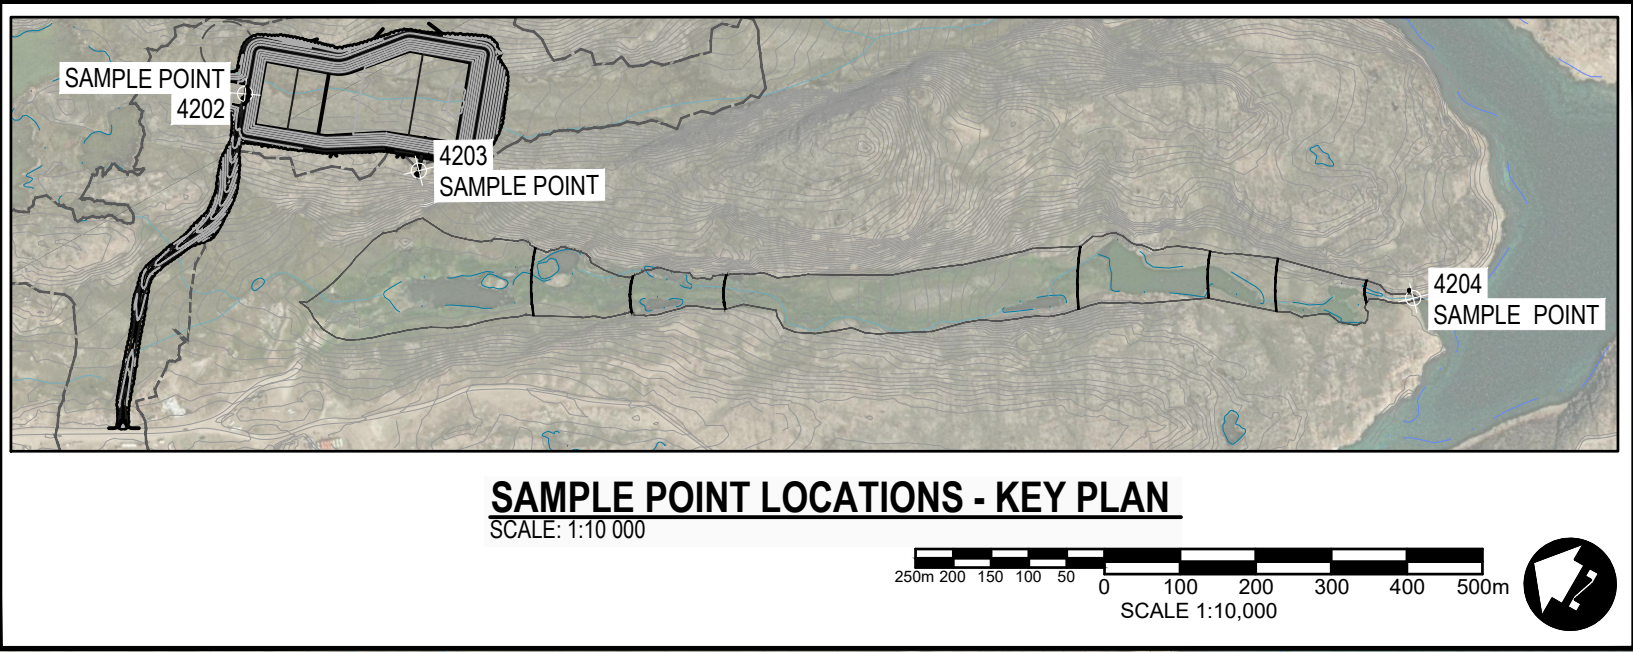 SAMPLE POINT
4202
4203
SAMPLE POINT
4204
SAMPLE POINT
SAMPLE POINT LOCATIONS - KEY PLAN
SCALE: 1:10 000
250m 200 150 100 50 0 100 200 300 400 500m
SCALE 1:10,000